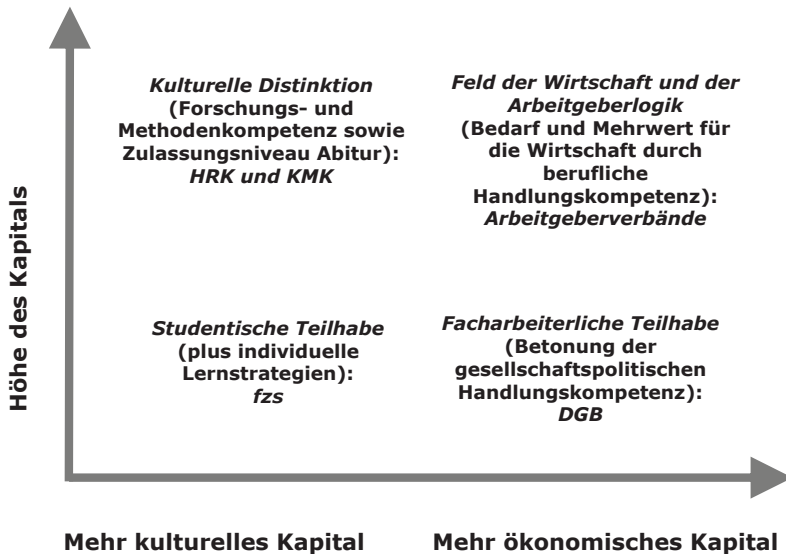 Höhe des Kapitals
Kulturelle Distinktion
(Forschungs- und
Methodenkompetenz sowie
Zulassungsniveau Abitur):
HRK und KMK
Feld der Wirtschaft und der
Arbeitgeberlogik
(Bedarf und Mehrwert für
die Wirtschaft durch
berufliche
Handlungskompetenz):
Arbeitgeberverbände
Studentische Teilhabe
(plus individuelle
Lernstrategien):
fzs
Facharbeiterliche Teilhabe
(Betonung der
gesellschaftspolitischen
Handlungskompetenz):
DGB
Mehr kulturelles Kapital
Mehr ökonomisches Kapital